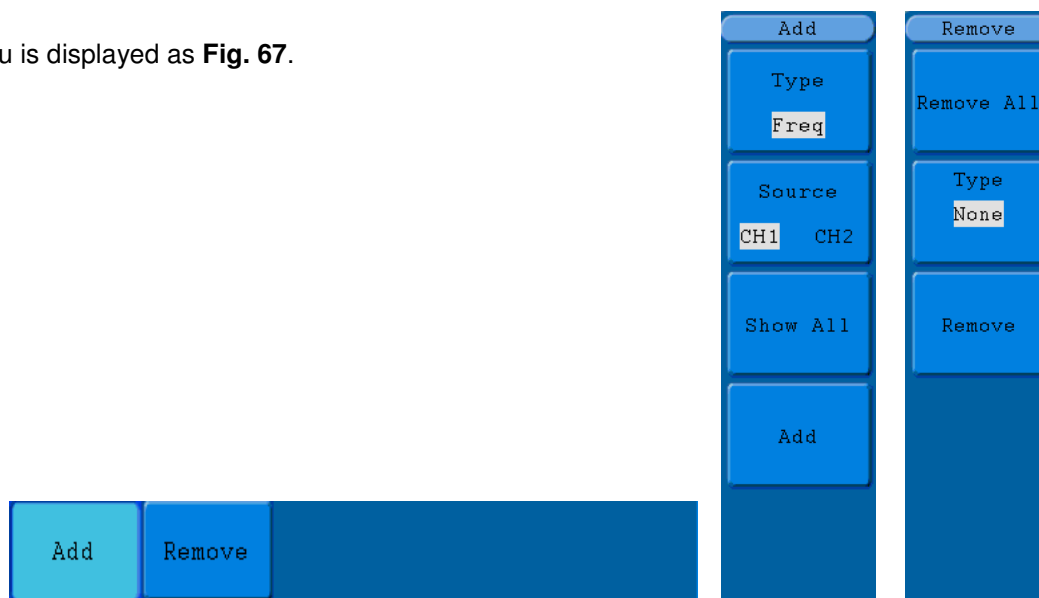 u is displayed as Fig. 67.
Add
Type
Freq
Source
CH1 CH2
Show All
Add
Remove
Remove All
Type
None
Remove
Add Remove